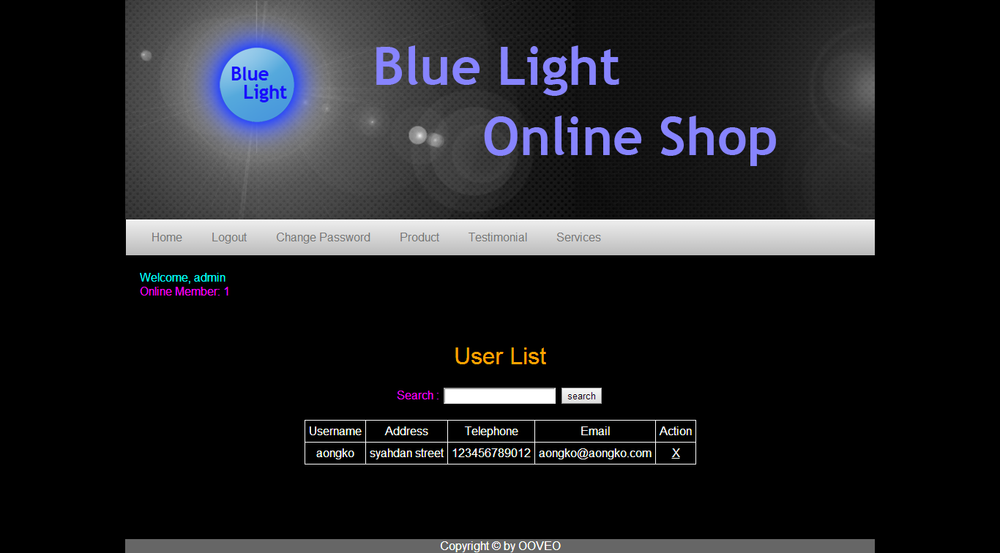 Blue
Light
Blue Light
Online Shop
Home Logout Change Password Product Testimonial Services
Welcome, admin
Online Member: 1
User List
Search : search
Username Address Telephone Email Action
aongko syahdan street 123456789012 aongko@aongko.com X
Copyright © by OOVEO